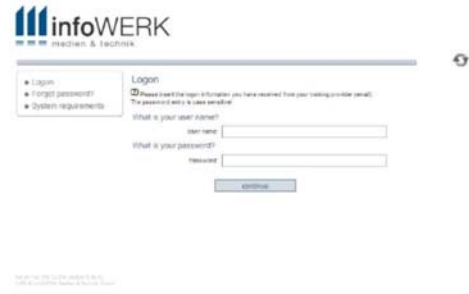 infoWERK
medien & technik
Logon
Forgot password?
System requirements
Logon
Please insert the logon information you have received from your training provider (email).
The password entry is case sensitive!
What is your user name?
User name
What is your password?
Password
continue